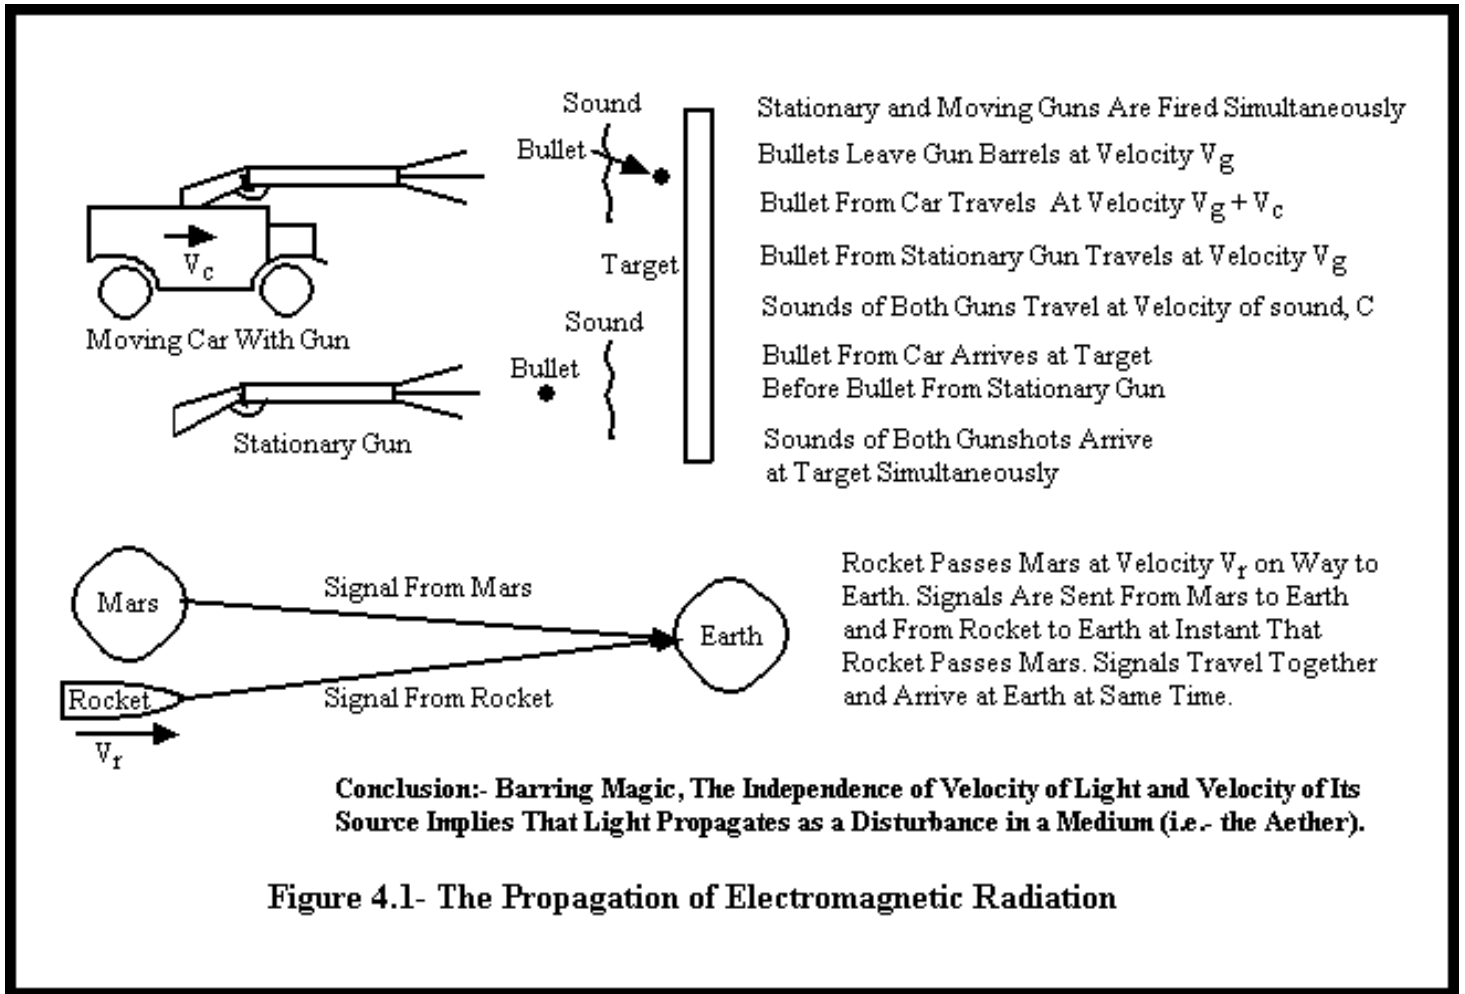 Sound
Bullet
Target
V_c
Moving Car With Gun
Sound
Bullet
Stationary Gun
Stationary and Moving Guns Are Fired Simultaneously
Bullets Leave Gun Barrels at Velocity V_g
Bullet From Car Travels At Velocity V_g + V_c
Bullet From Stationary Gun Travels at Velocity V_g
Sounds of Both Guns Travel at Velocity of sound, C
Bullet From Car Arrives at Target
Before Bullet From Stationary Gun
Sounds of Both Gunshots Arrive
at Target Simultaneously
Mars
Signal From Mars
Earth
Rocket
Signal From Rocket
V_r
Rocket Passes Mars at Velocity V_r on Way to
Earth. Signals Are Sent From Mars to Earth
and From Rocket to Earth at Instant That
Rocket Passes Mars. Signals Travel Together
and Arrive at Earth at Same Time.
Conclusion:- Barring Magic, The Independence of Velocity of Light and Velocity of Its
Source Implies That Light Propagates as a Disturbance in a Medium (i.e.- the Aether).
Figure 4.1- The Propagation of Electromagnetic Radiation